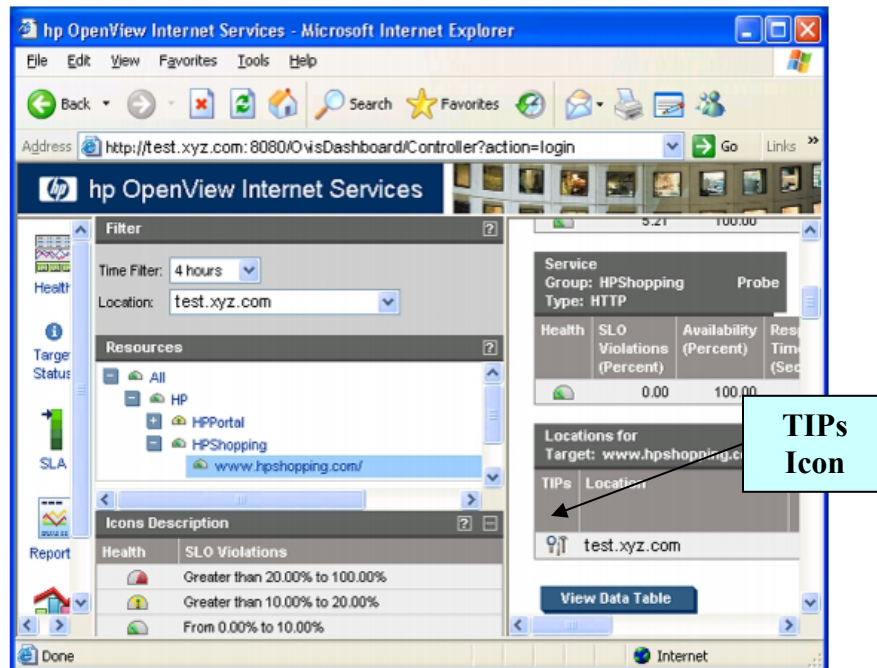 hp OpenView Internet Services - Microsoft Internet Explorer
File Edit View Favorites Tools Help
Back Search Favorites
Address http://test.xyz.com:8080/OvisDashboard/Controller?action=login Go Links »
hp hp OpenView Internet Services
Health
Target
Status
SLA
Report
Filter ?
Time Filter: 4 hours
Location: test.xyz.com
Resources ?
All
HP
HPPortal
HPShopping
www.hpshopping.com/
Icons Description ?
Health SLO Violations
Greater than 20.00% to 100.00%
Greater than 10.00% to 20.00%
From 0.00% to 10.00%
5.21 100.00
Service
Group: HPShopping Probe
Type: HTTP
Health SLO Violations (Percent) Availability (Percent) Resp Time (Sec
0.00 100.00
Locations for
Target: www.hpshopping.c
TIPs Location
test.xyz.com
View Data Table
TIPs
Icon
Done Internet